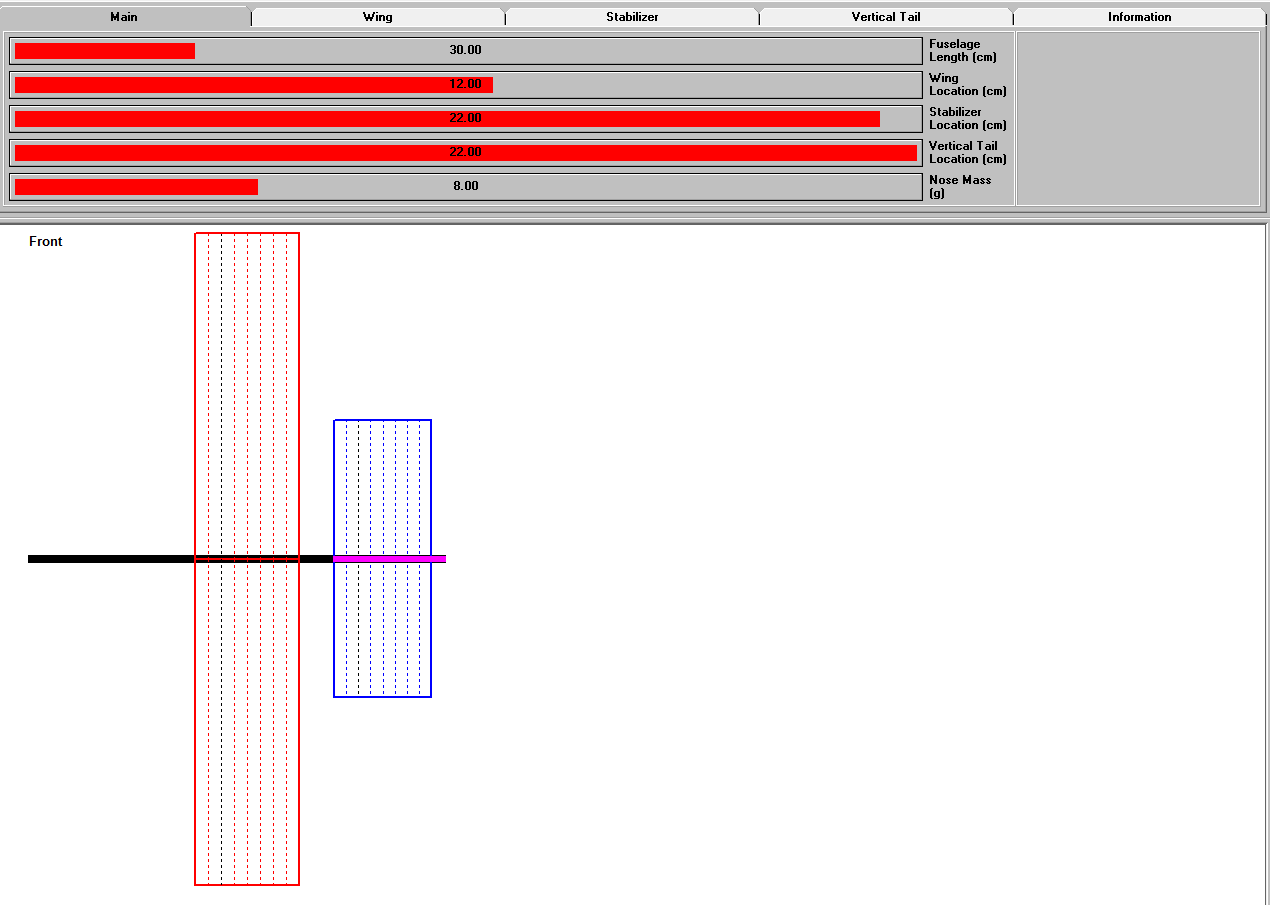 Main Wing Stabilizer Vertical Tail Information
30.00 Fuselage
Length (cm)
12.00 Wing
Location (cm)
22.00 Stabilizer
Location (cm)
22.00 Vertical Tail
Location (cm)
8.00 Nose Mass
(g)
Front